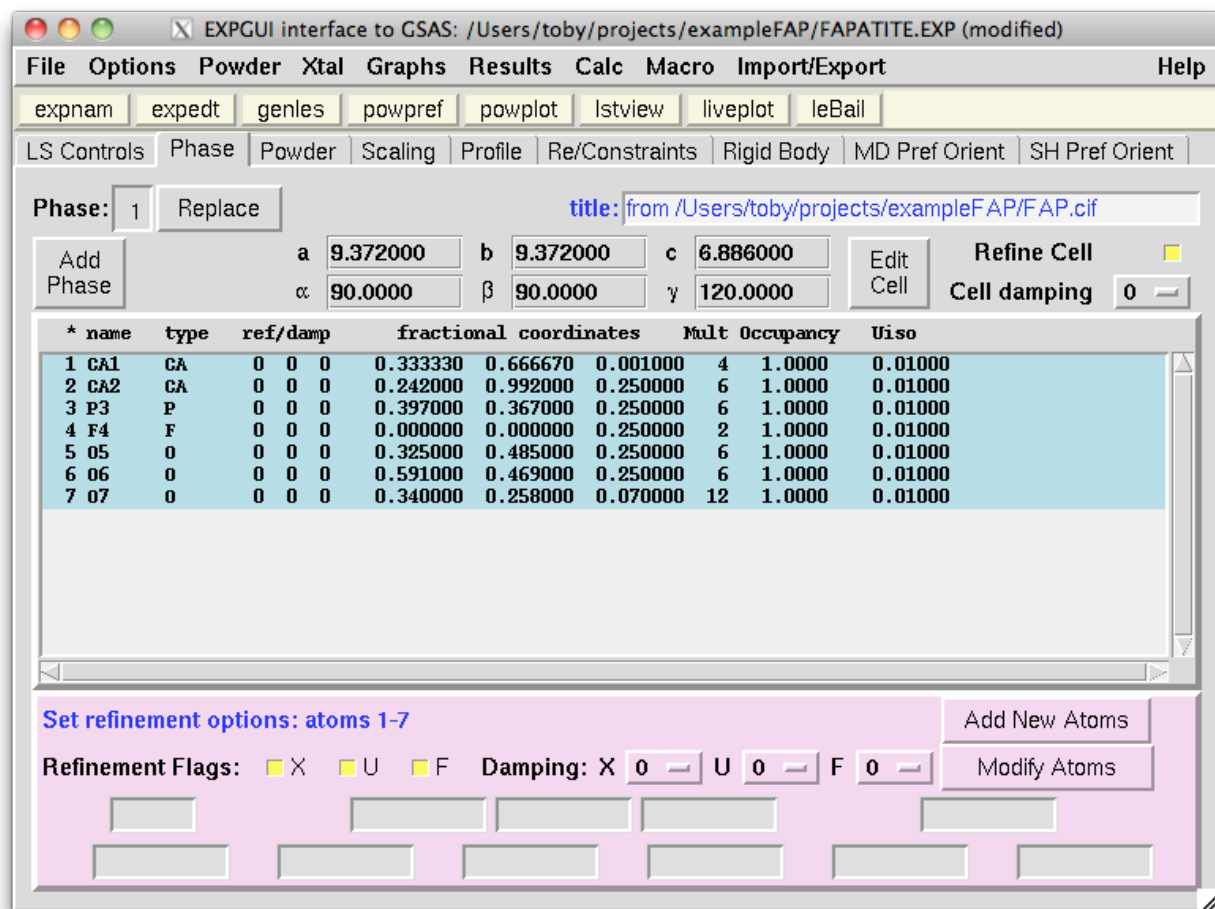 X EXPGUI interface to GSAS: /Users/toby/projects/exampleFAP/FAPATITE.EXP (modified)
File Options Powder Xtal Graphs Results Calc Macro Import/Export Help
expnam expedt genles powpref powplot lstview liveplot leBail
LS Controls Phase Powder Scaling Profile Re/Constraints Rigid Body MD Pref Orient SH Pref Orient
Phase: 1 Replace title: from /Users/toby/projects/exampleFAP/FAP.cif
Add Phase a 9.372000 b 9.372000 c 6.886000 Edit Cell Refine Cell
α 90.0000 β 90.0000 γ 120.0000 Cell damping 0
* name type ref/damp fractional coordinates Mult Occupancy Uiso
1 CA1 CA 0 0 0 0.333330 0.666670 0.001000 4 1.0000 0.01000
2 CA2 CA 0 0 0 0.242000 0.992000 0.250000 6 1.0000 0.01000
3 P3 P 0 0 0 0.397000 0.367000 0.250000 6 1.0000 0.01000
4 F4 F 0 0 0 0.000000 0.000000 0.250000 2 1.0000 0.01000
5 O5 O 0 0 0 0.325000 0.485000 0.250000 6 1.0000 0.01000
6 O6 O 0 0 0 0.591000 0.469000 0.250000 6 1.0000 0.01000
7 O7 O 0 0 0 0.340000 0.258000 0.070000 12 1.0000 0.01000
Set refinement options: atoms 1-7 Add New Atoms
Refinement Flags: X U F Damping: X 0 U 0 F 0 Modify Atoms